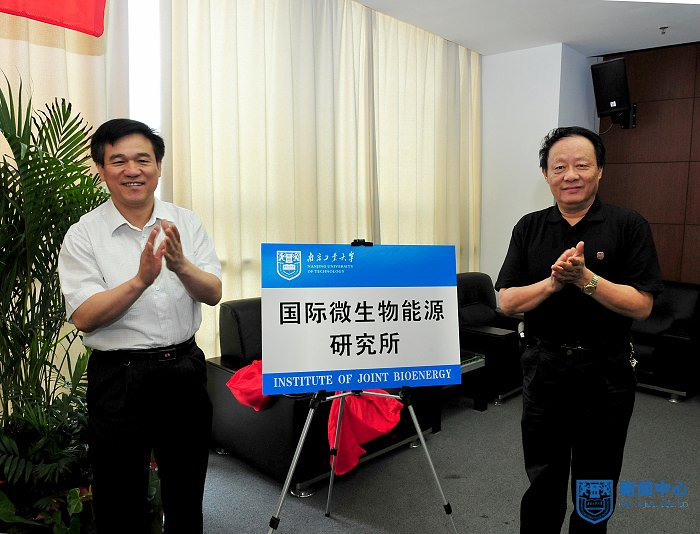 南京工业大学
NANJING UNIVERSITY
OF TECHNOLOGY
国际微生物能源
研究所
INSTITUTE OF JOINT BIOENERGY
新闻中心